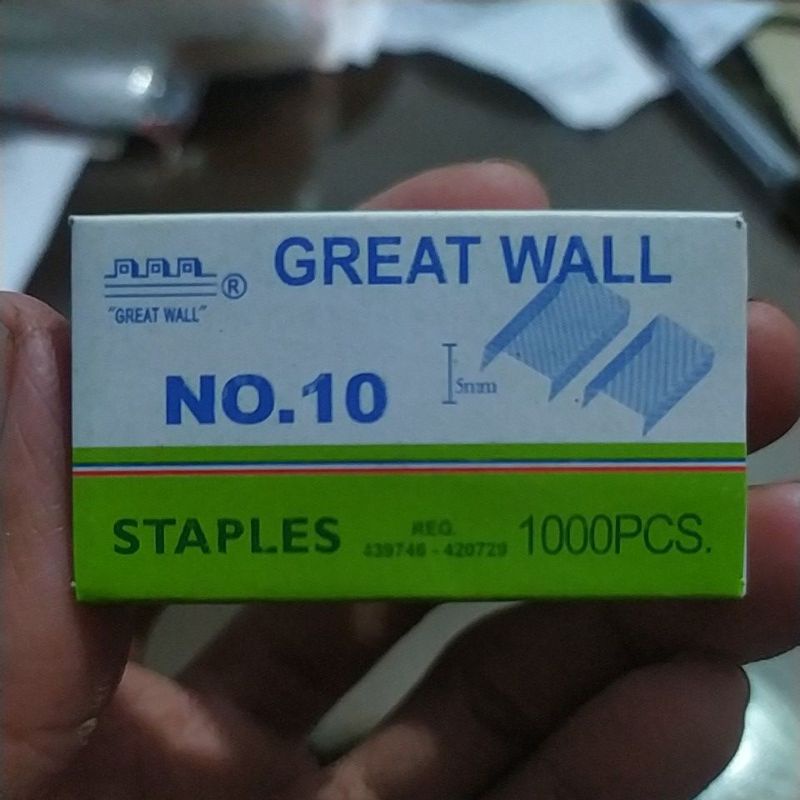 GREAT WALL
®
"GREAT WALL"
NO.10
5mm
STAPLES
REG.
439746 - 420729
1000PCS.